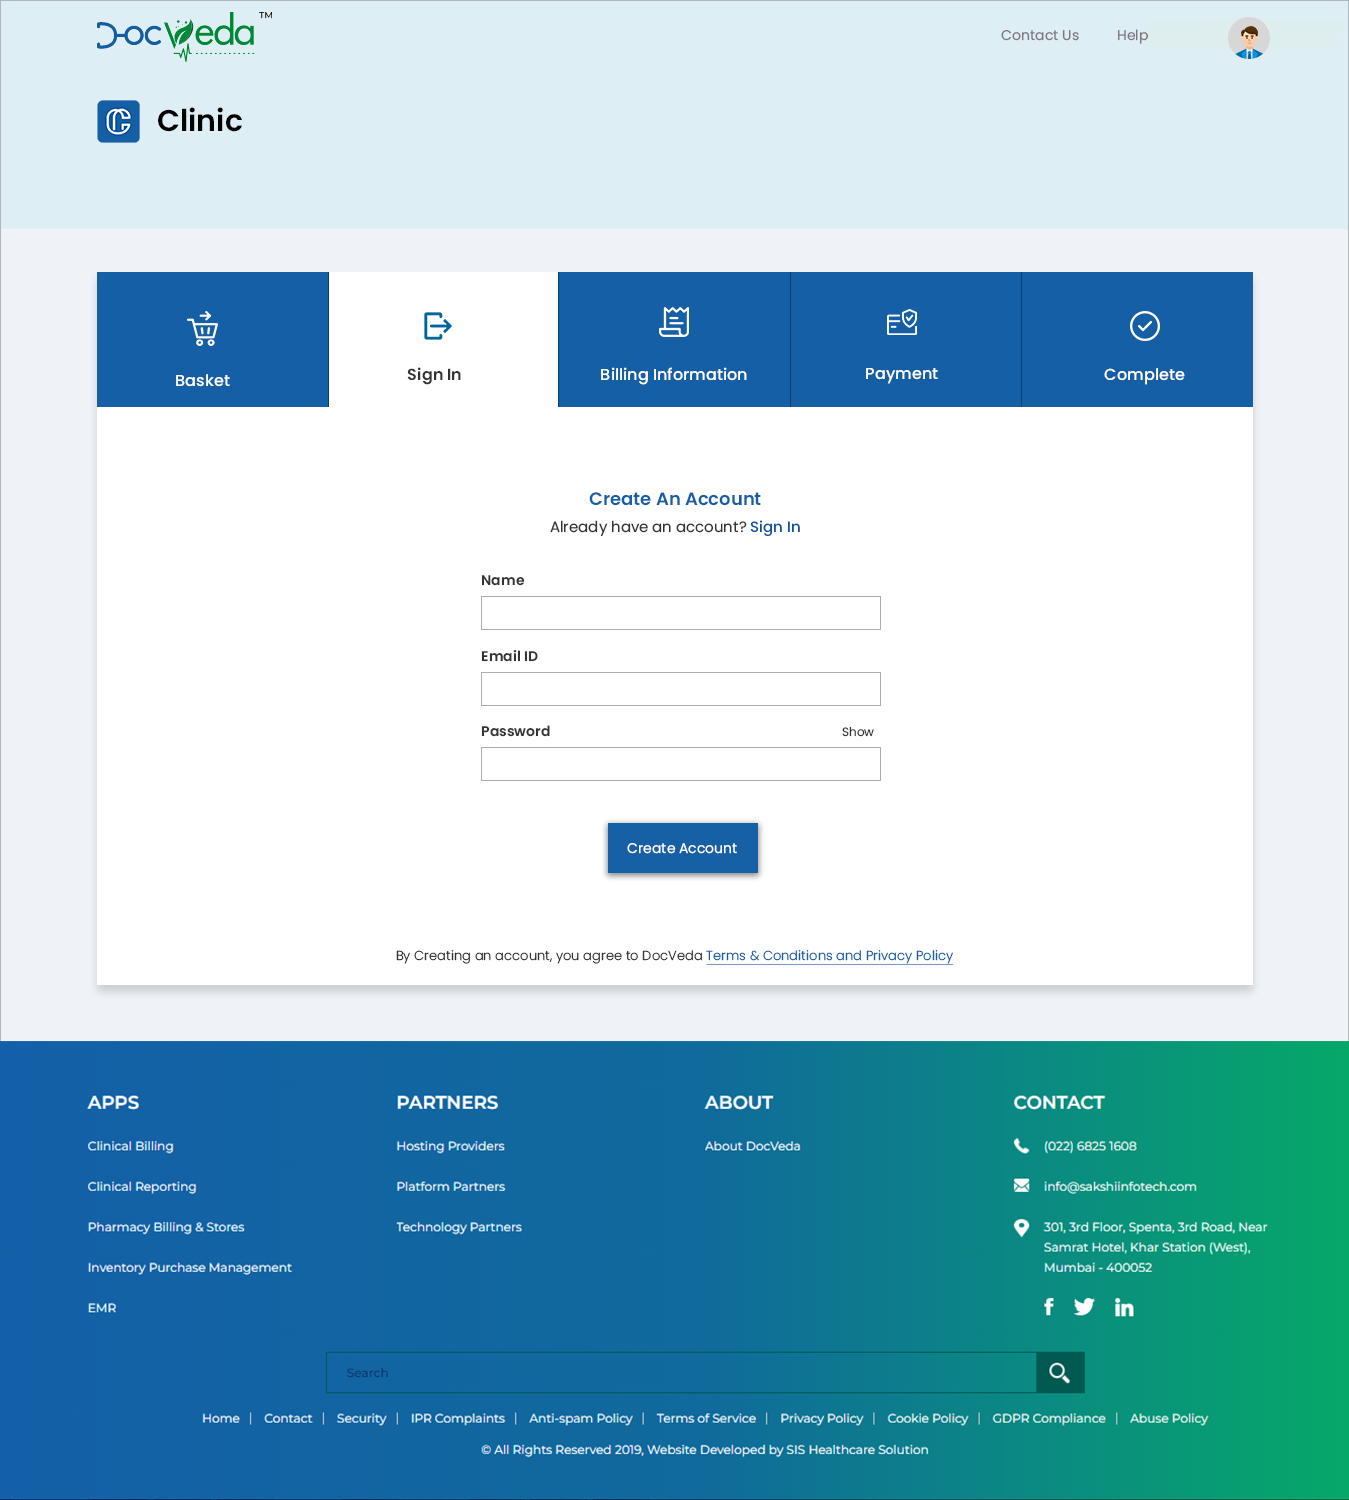 DocVeda™
Contact Us
Help
Clinic
Basket
Sign In
Billing Information
Payment
Complete
Create An Account
Already have an account? Sign In
Name
Email ID
Password
Show
Create Account
By Creating an account, you agree to DocVeda Terms & Conditions and Privacy Policy
APPS
Clinical Billing
Clinical Reporting
Pharmacy Billing & Stores
Inventory Purchase Management
EMR
PARTNERS
Hosting Providers
Platform Partners
Technology Partners
ABOUT
About DocVeda
CONTACT
(022) 6825 1608
info@sakshiinfotech.com
301, 3rd Floor, Spenta, 3rd Road, Near
Samrat Hotel, Khar Station (West),
Mumbai - 400052
Search
Home | Contact | Security | IPR Complaints | Anti-spam Policy | Terms of Service | Privacy Policy | Cookie Policy | GDPR Compliance | Abuse Policy
© All Rights Reserved 2019, Website Developed by SIS Healthcare Solution